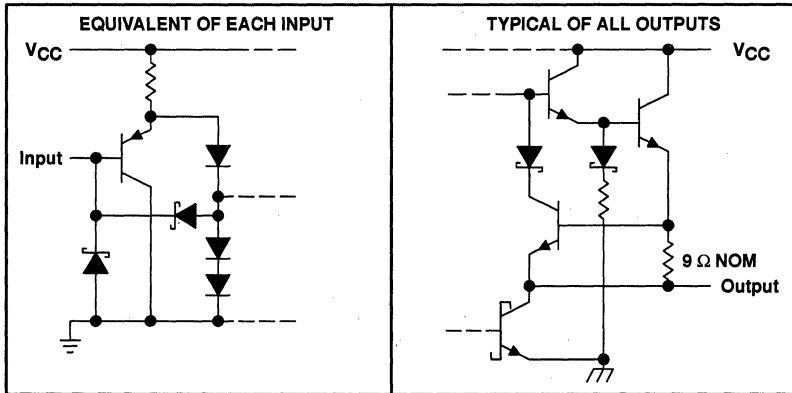 EQUIVALENT OF EACH INPUT
VCC
Input
TYPICAL OF ALL OUTPUTS
VCC
9 Ω NOM
Output